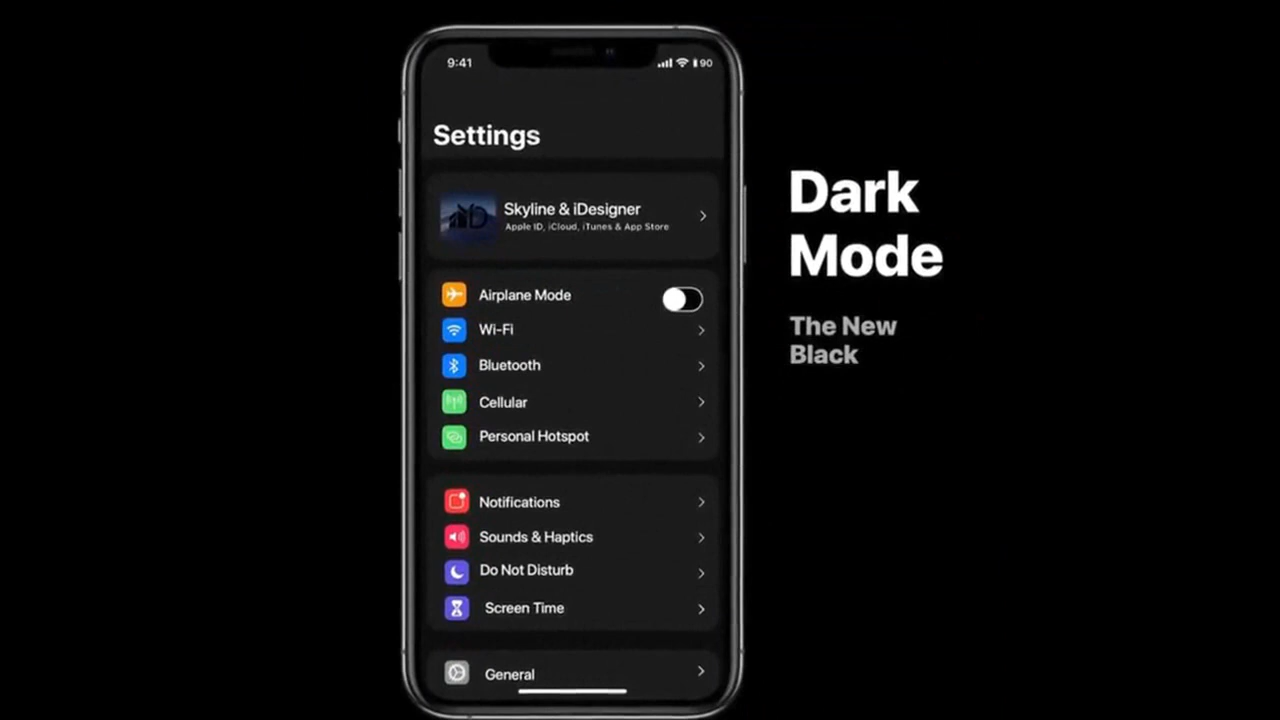 9:41
90
Settings
Skyline & iDesigner
Apple ID, iCloud, iTunes & App Store
Airplane Mode
Wi-Fi
Bluetooth
Cellular
Personal Hotspot
Notifications
Sounds & Haptics
Do Not Disturb
Screen Time
General
Dark
Mode
The New
Black